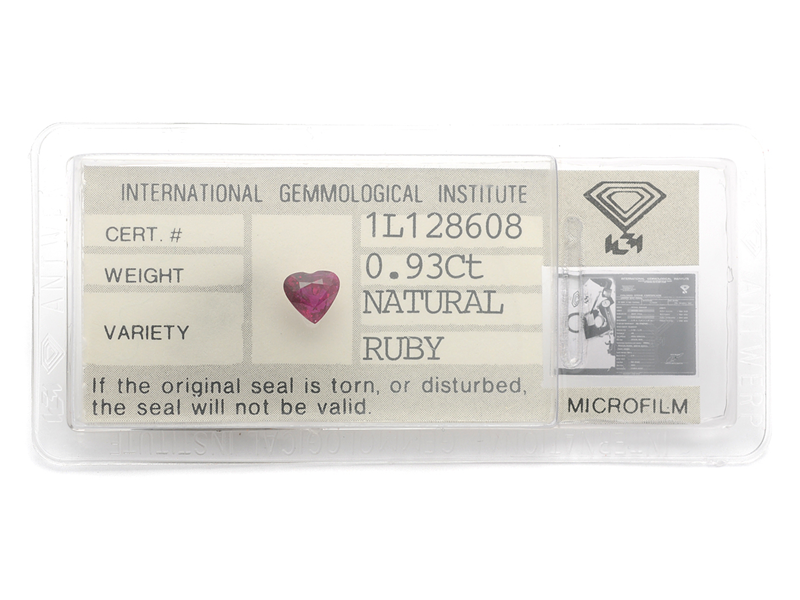 INTERNATIONAL GEMMOLOGICAL INSTITUTE
CERT. # 1L128608
WEIGHT 0.93Ct
VARIETY NATURAL
RUBY
If the original seal is torn, or disturbed,
the seal will not be valid.
MICROFILM